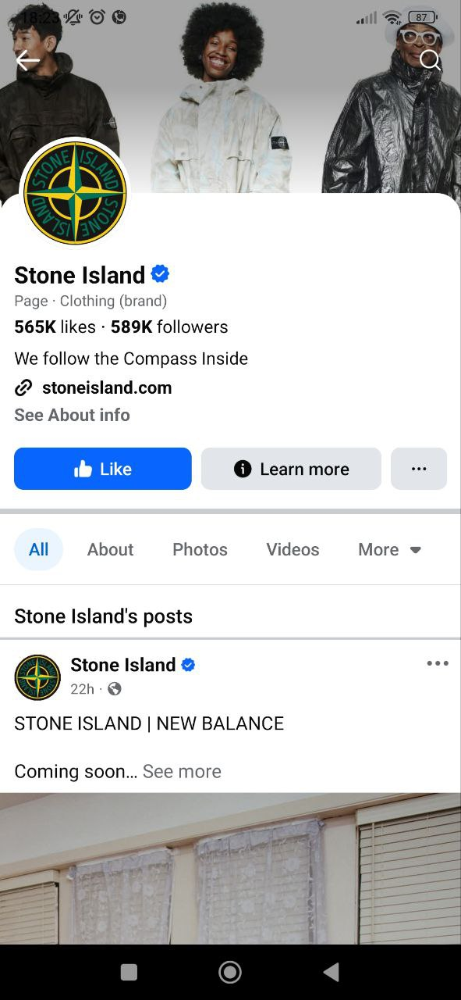 18:23
87
STONE ISLAND STONE ISLAND
Stone Island
Page · Clothing (brand)
565K likes · 589K followers
We follow the Compass Inside
stoneisland.com
See About info
Like
Learn more
All
About
Photos
Videos
More
Stone Island's posts
Stone Island
22h ·
STONE ISLAND | NEW BALANCE
Coming soon... See more